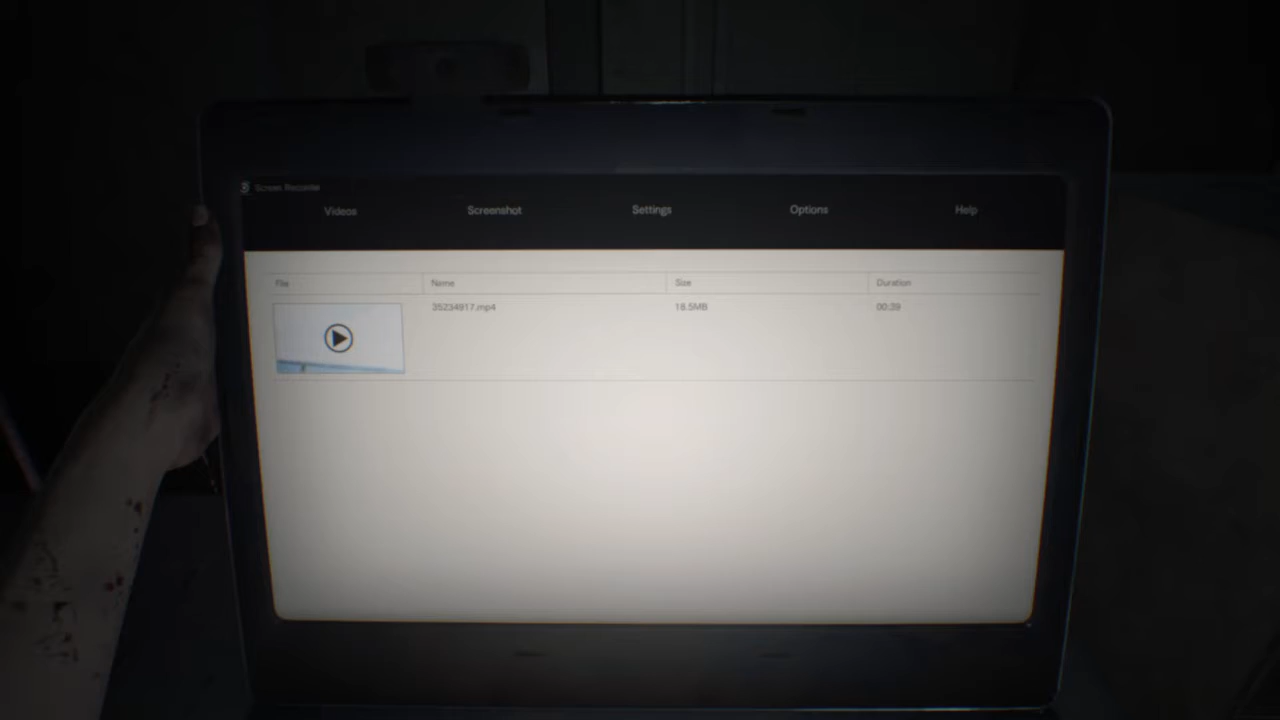 Screen Recorder
Videos Screenshot Settings Options Help
File Name Size Duration
35234917.mp4 18.5MB 00:39